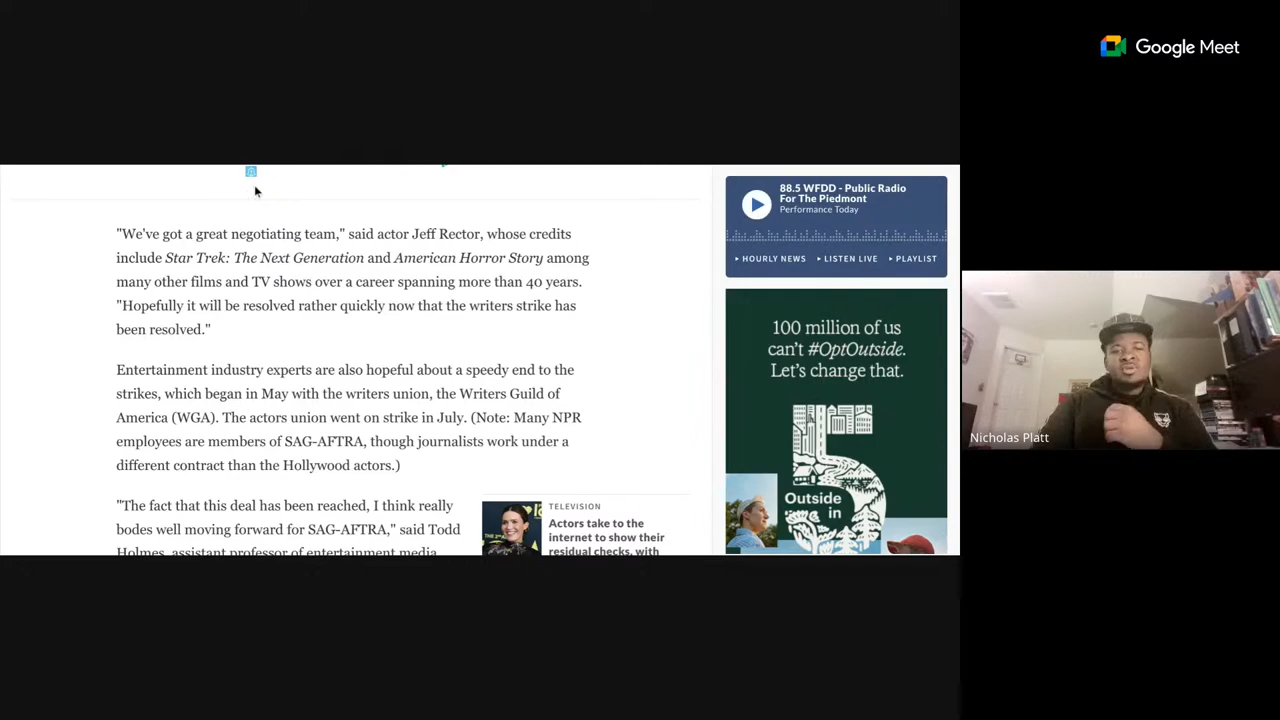 Google Meet
"We've got a great negotiating team," said actor Jeff Rector, whose credits
include Star Trek: The Next Generation and American Horror Story among
many other films and TV shows over a career spanning more than 40 years.
"Hopefully it will be resolved rather quickly now that the writers strike has
been resolved."
Entertainment industry experts are also hopeful about a speedy end to the
strikes, which began in May with the writers union, the Writers Guild of
America (WGA). The actors union went on strike in July. (Note: Many NPR
employees are members of SAG-AFTRA, though journalists work under a
different contract than the Hollywood actors.)
"The fact that this deal has been reached, I think really
bodes well moving forward for SAG-AFTRA," said Todd
Holmes, assistant professor of entertainment media
TELEVISION
Actors take to the
internet to show their
residual checks, with
88.5 WFDD - Public Radio
For The Piedmont
Performance Today
HOURLY NEWS LISTEN LIVE PLAYLIST
100 million of us
can't #OptOutside.
Let's change that.
Outside
in
5
Nicholas Platt